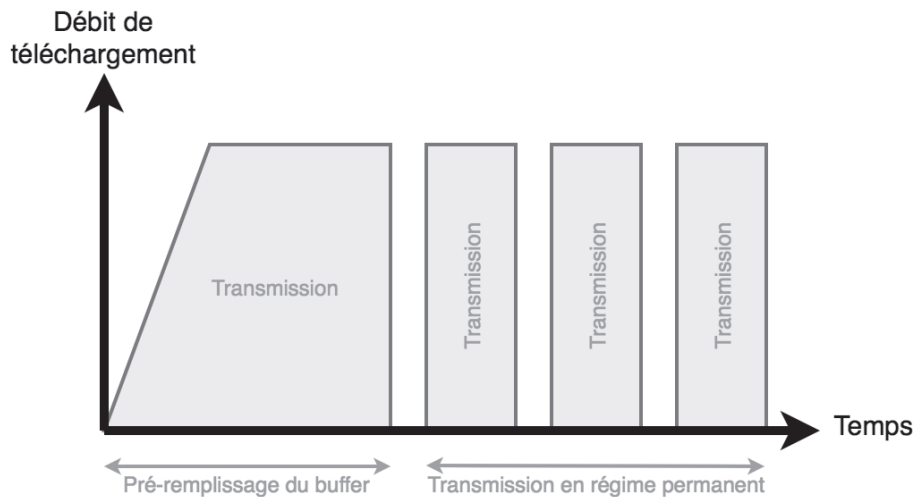 Débit de
téléchargement
Transmission
Transmission
Transmission
Transmission
Temps
Pré-remplissage du buffer
Transmission en régime permanent